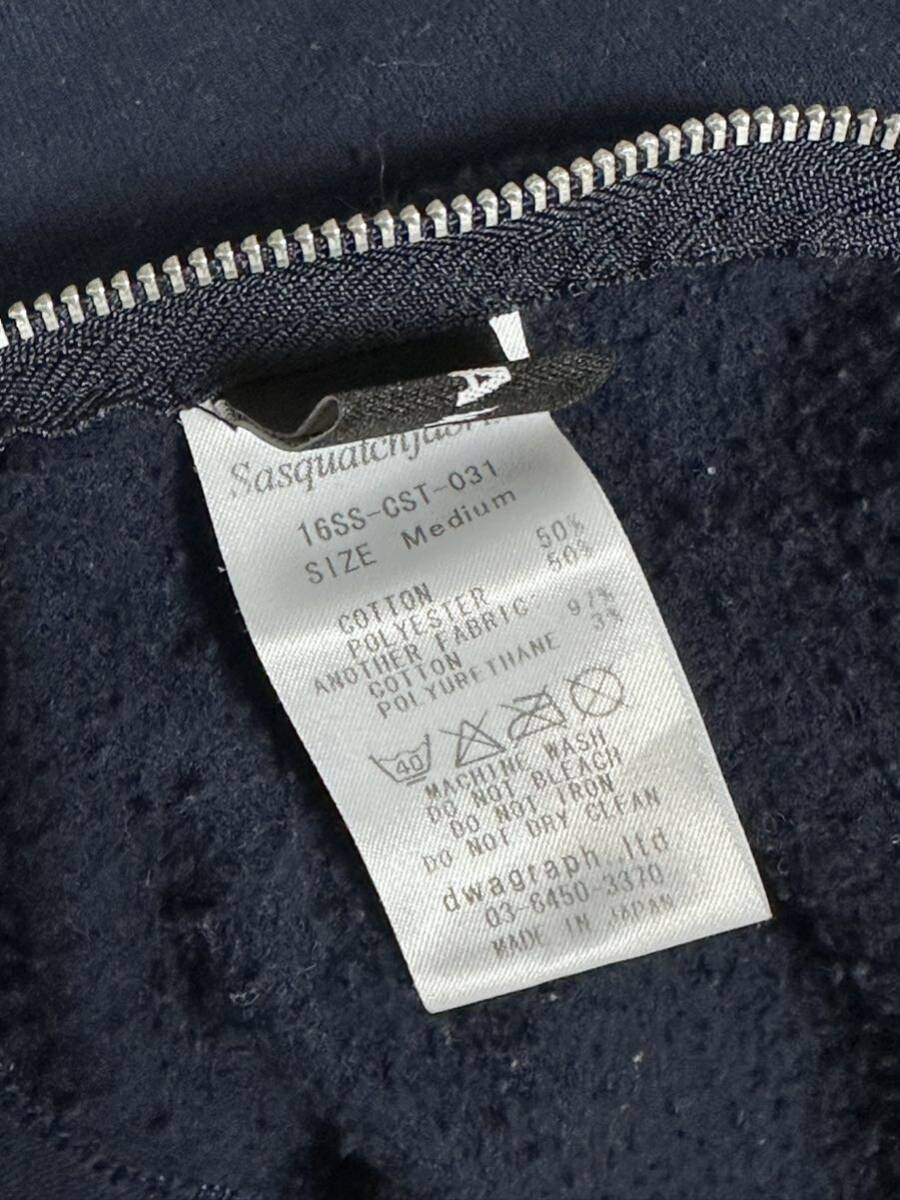 A
Sasquatchfabrix.
16SS-CST-031
SIZE Medium
COTTON 50%
POLYESTER 50%
ANOTHER FABRIC:
COTTON 97%
POLYURETHANE 3%
40
MACHINE WASH
DO NOT BLEACH
DO NOT IRON
DO NOT DRY CLEAN
dwagraph.ltd
03-6450-3370
MADE IN JAPAN